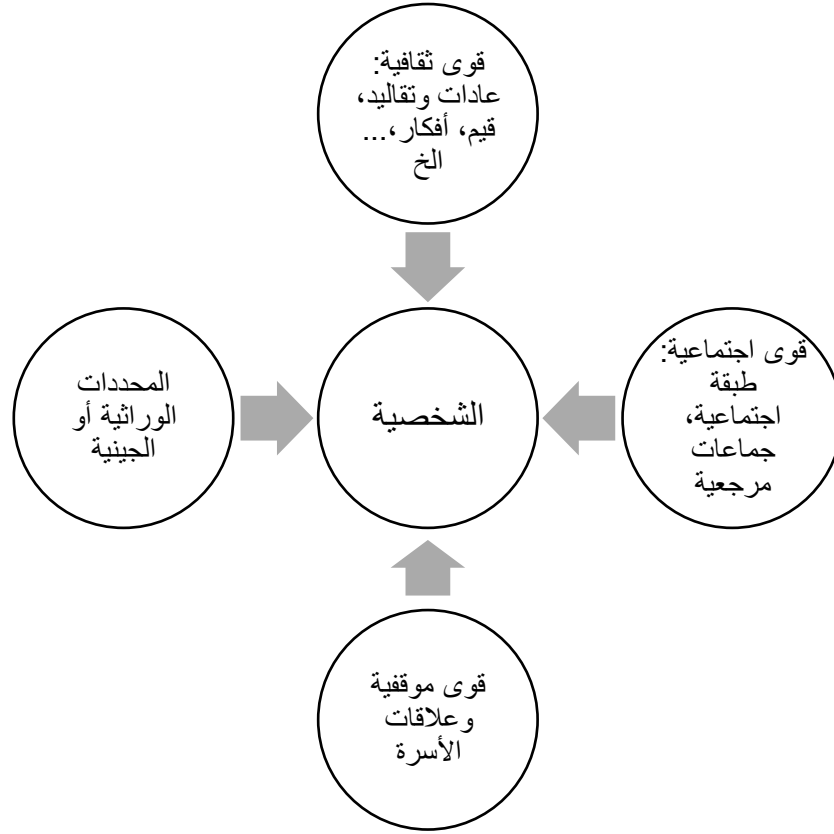 قوى ثقافية:
عادات وتقاليد،
قيم، أفكار،...
الخ
قوى اجتماعية:
طبقة
اجتماعية،
جماعات
مرجعية
الشخصية
المحددات
الوراثية أو
الجينية
قوى موقفية
وعلاقات
الأسرة